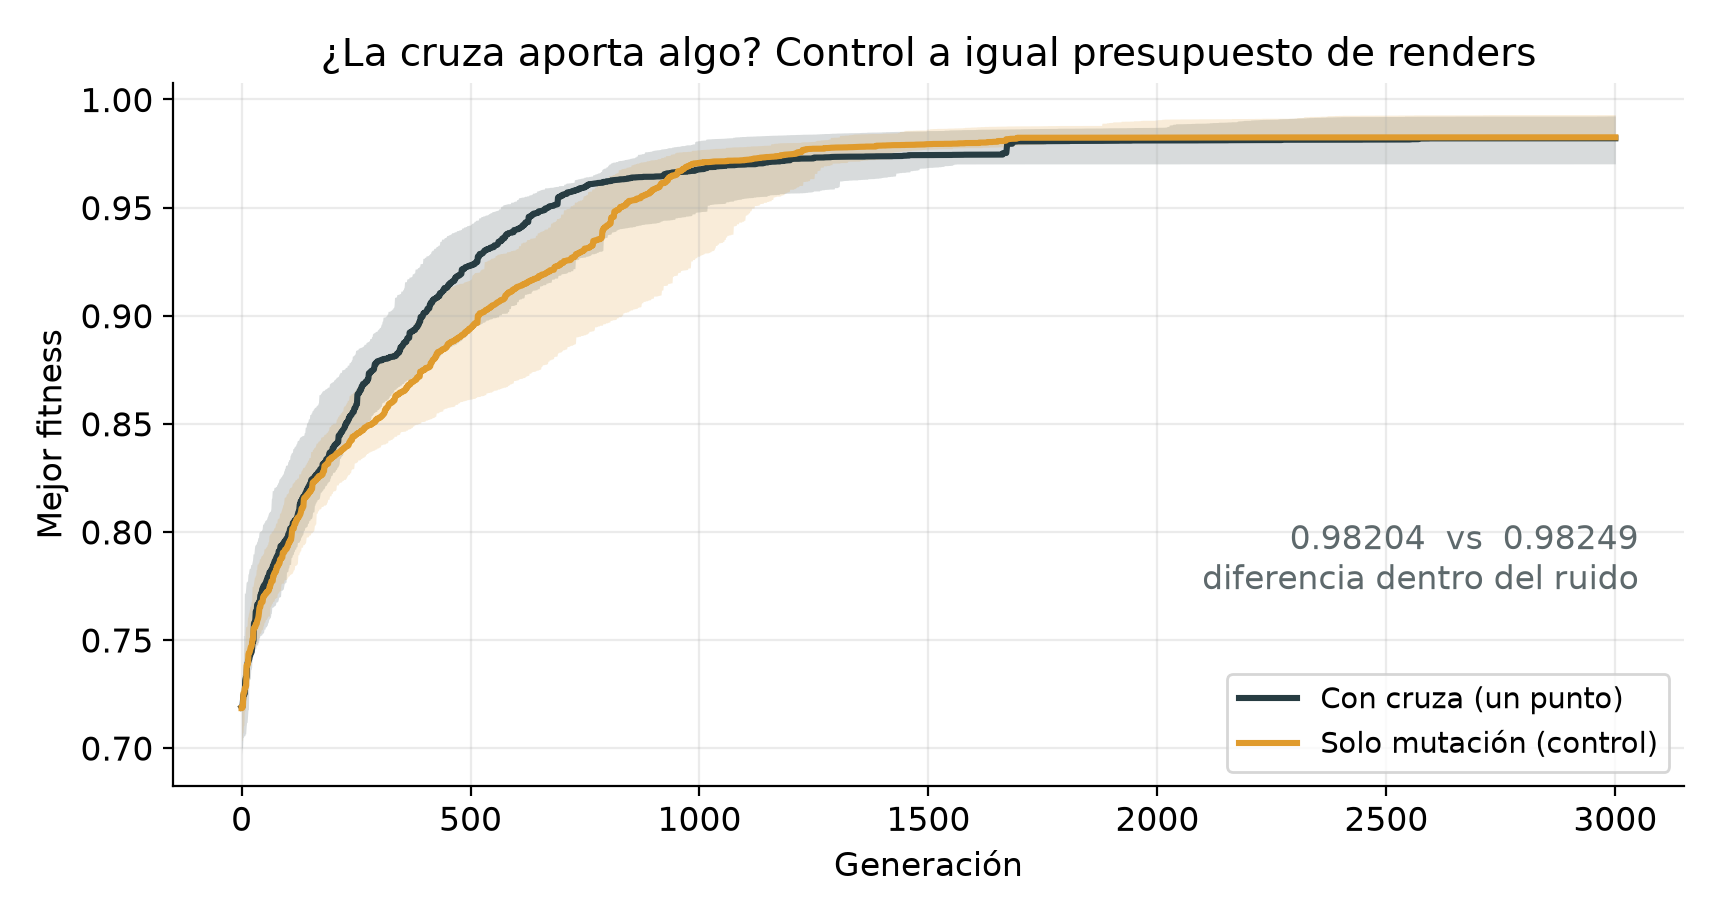 ¿La cruza aporta algo? Control a igual presupuesto de renders
Mejor fitness
1.00
0.95
0.90
0.85
0.80
0.75
0.70
0.98204 vs 0.98249
diferencia dentro del ruido
Con cruza (un punto)
Solo mutación (control)
0 500 1000 1500 2000 2500 3000
Generación